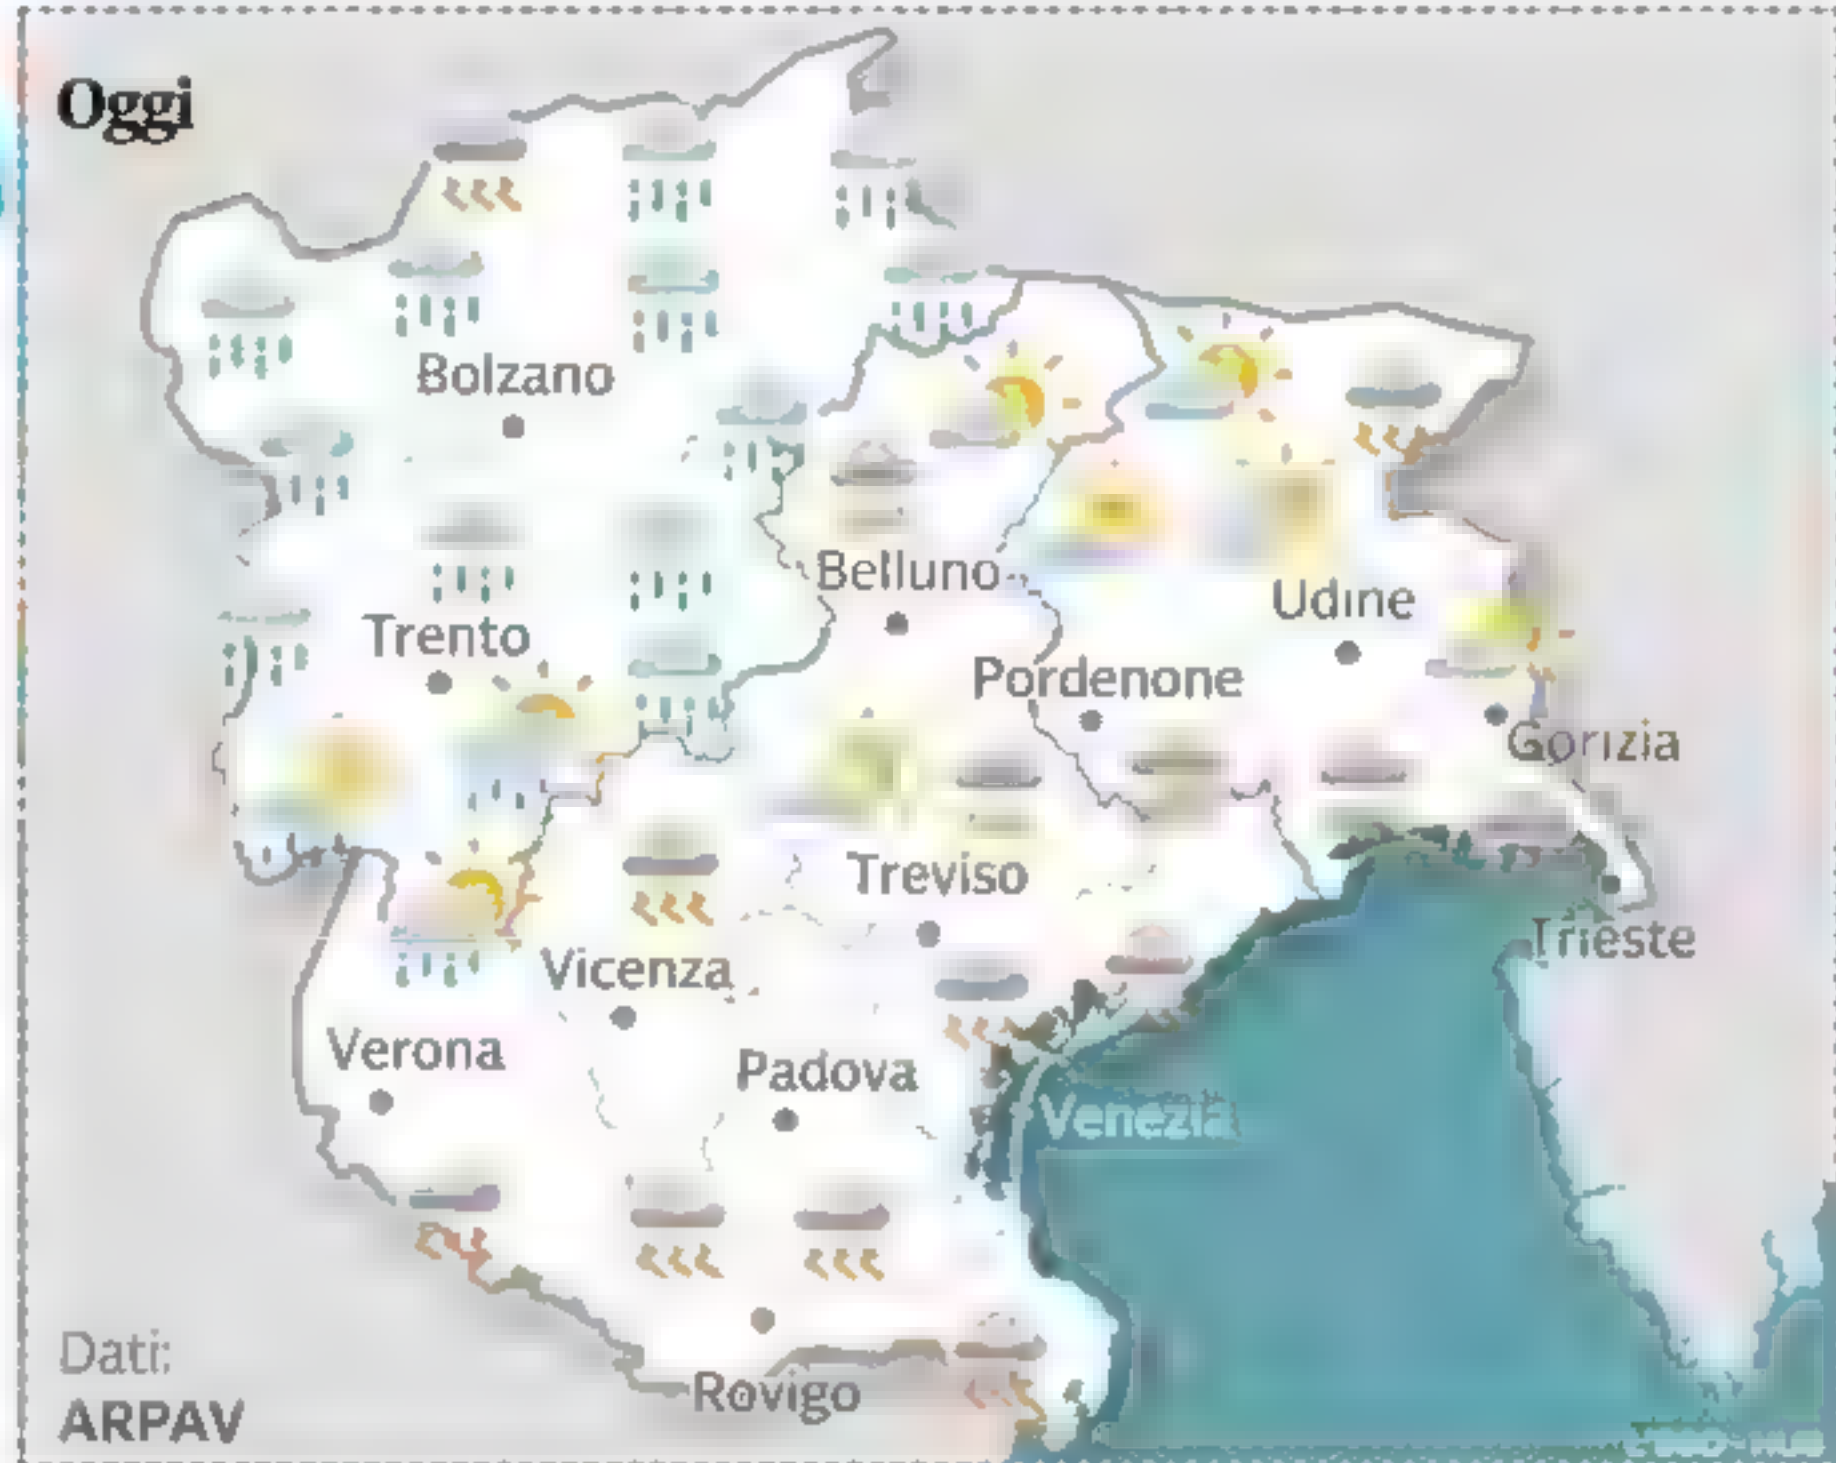 Oggi
Bolzano
Belluno
Udine
Trento
Pordenone
Gorizia
Treviso
Trieste
Vicenza
Verona
Padova
Venezia
Dati:
ARPAV
Rovigo